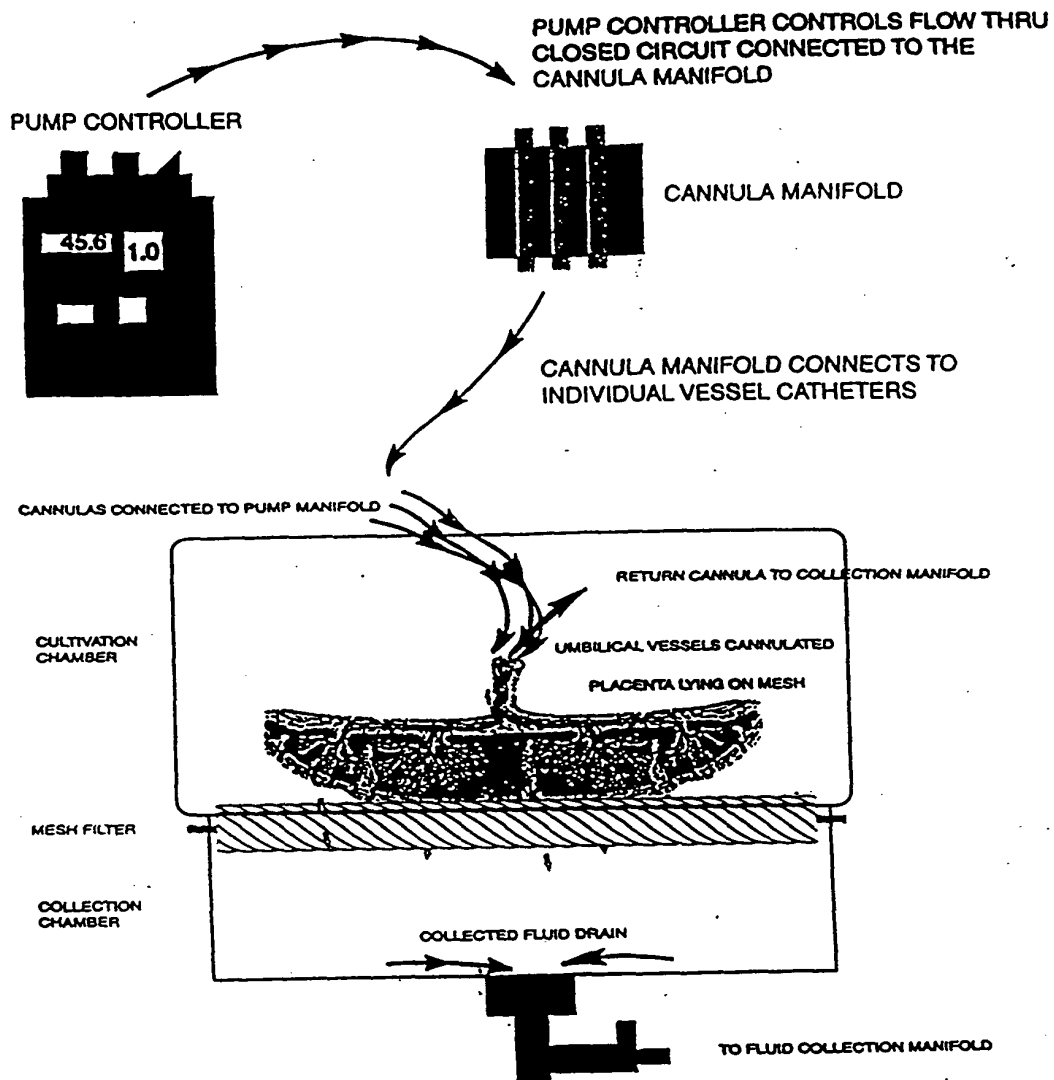 PUMP CONTROLLER CONTROLS FLOW THRU
CLOSED CIRCUIT CONNECTED TO THE
CANNULA MANIFOLD
PUMP CONTROLLER
45.6
1.0
CANNULA MANIFOLD
CANNULA MANIFOLD CONNECTS TO
INDIVIDUAL VESSEL CATHETERS
CANNULAS CONNECTED TO PUMP MANIFOLD
RETURN CANNULA TO COLLECTION MANIFOLD
CULTIVATION
CHAMBER
UMBILICAL VESSELS CANNULATED
PLACENTA LYING ON MESH
MESH FILTER
COLLECTION
CHAMBER
COLLECTED FLUID DRAIN
TO FLUID COLLECTION MANIFOLD